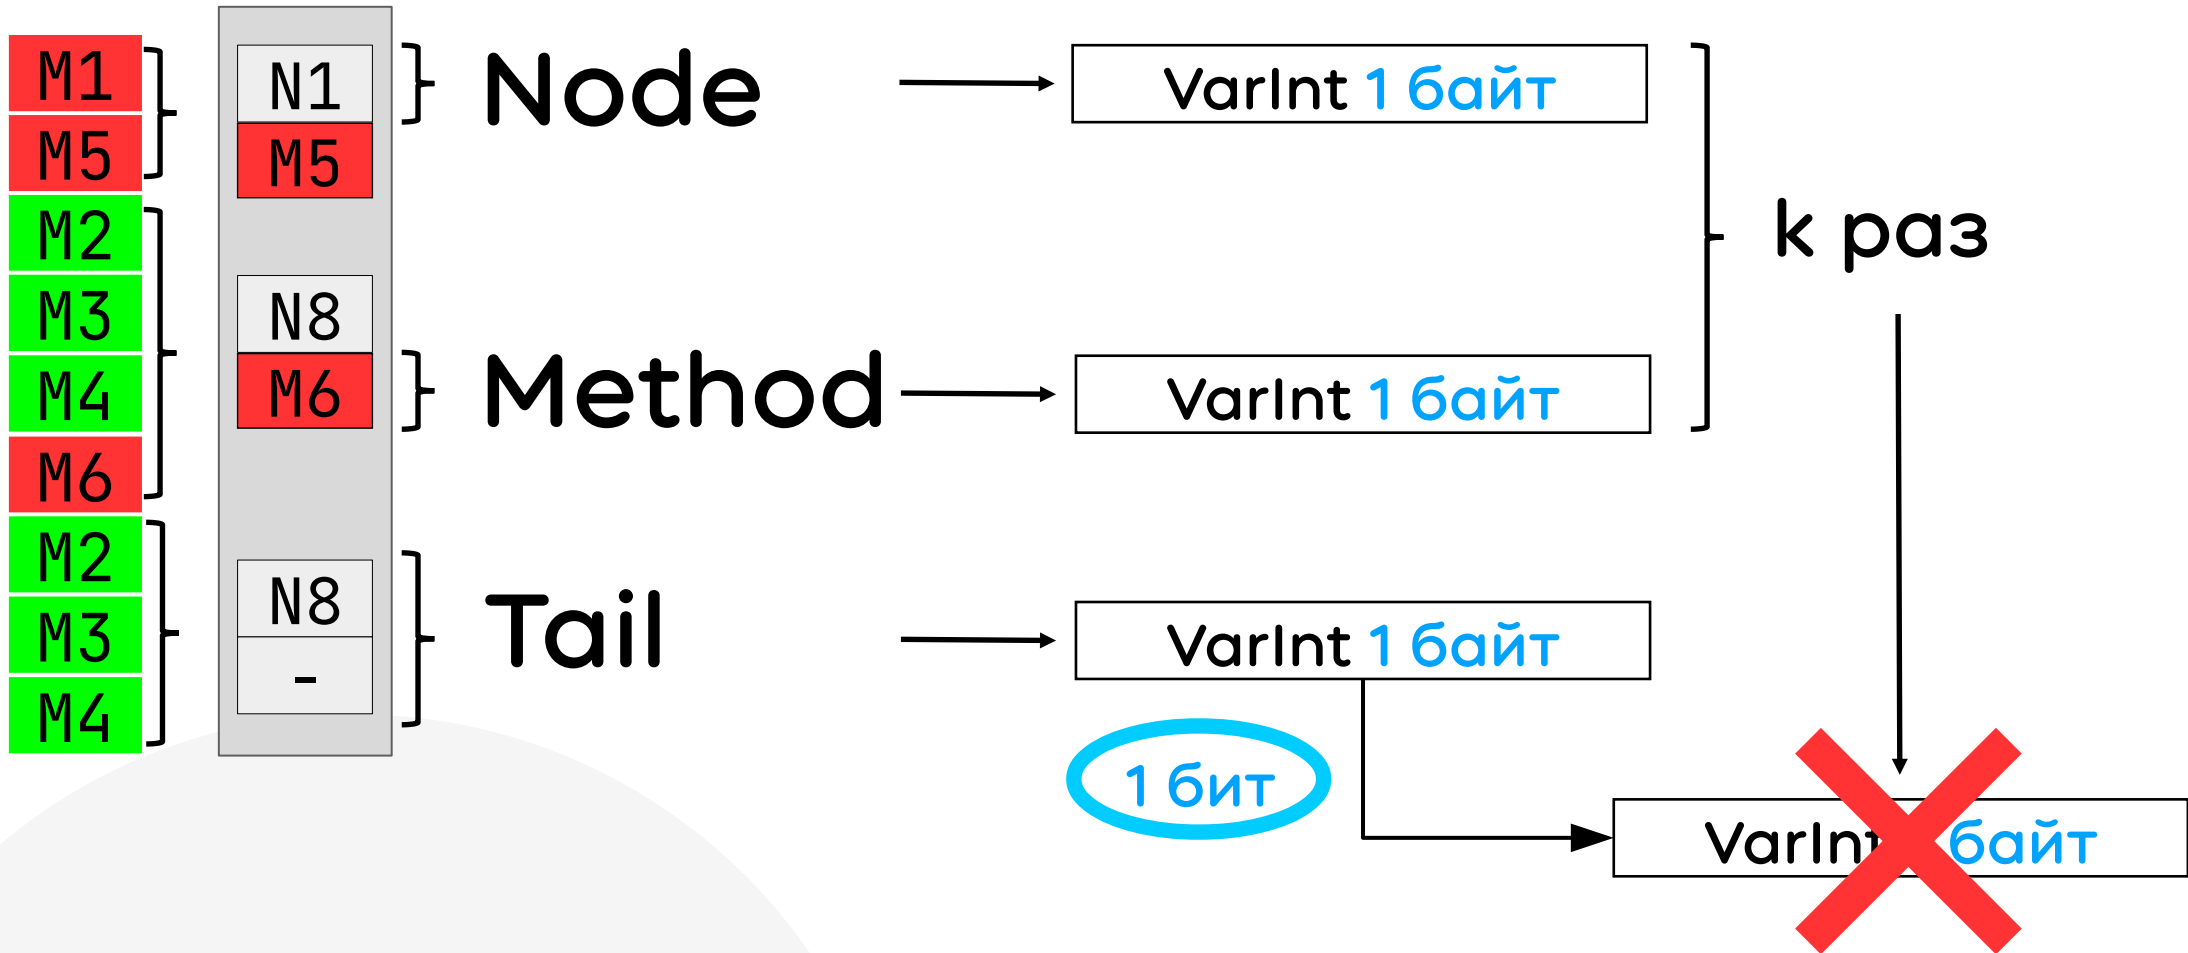 M1
M5
M2
M3
M4
M6
M2
M3
M4
N1
M5
N8
M6
N8
-
Node
VarInt 1 байт
Method
VarInt 1 байт
k раз
Tail
VarInt 1 байт
1 бит
VarInt байт